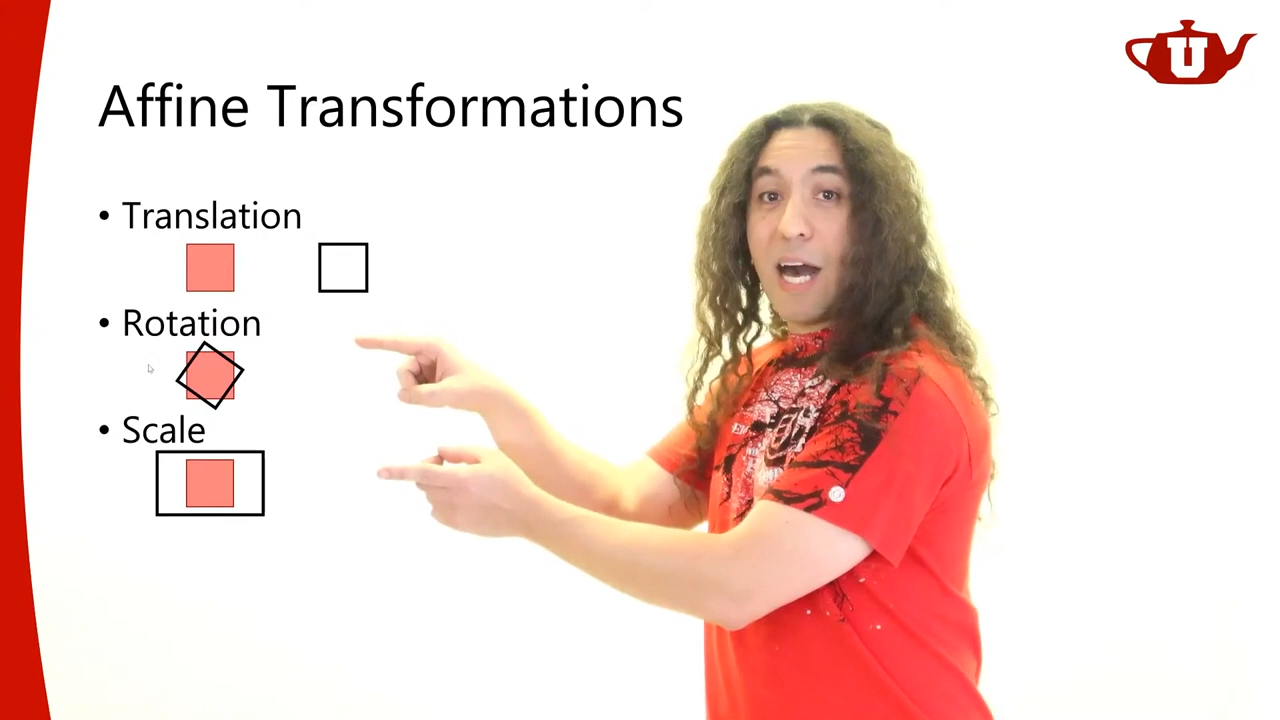 U
Affine Transformations
• Translation
• Rotation
• Scale